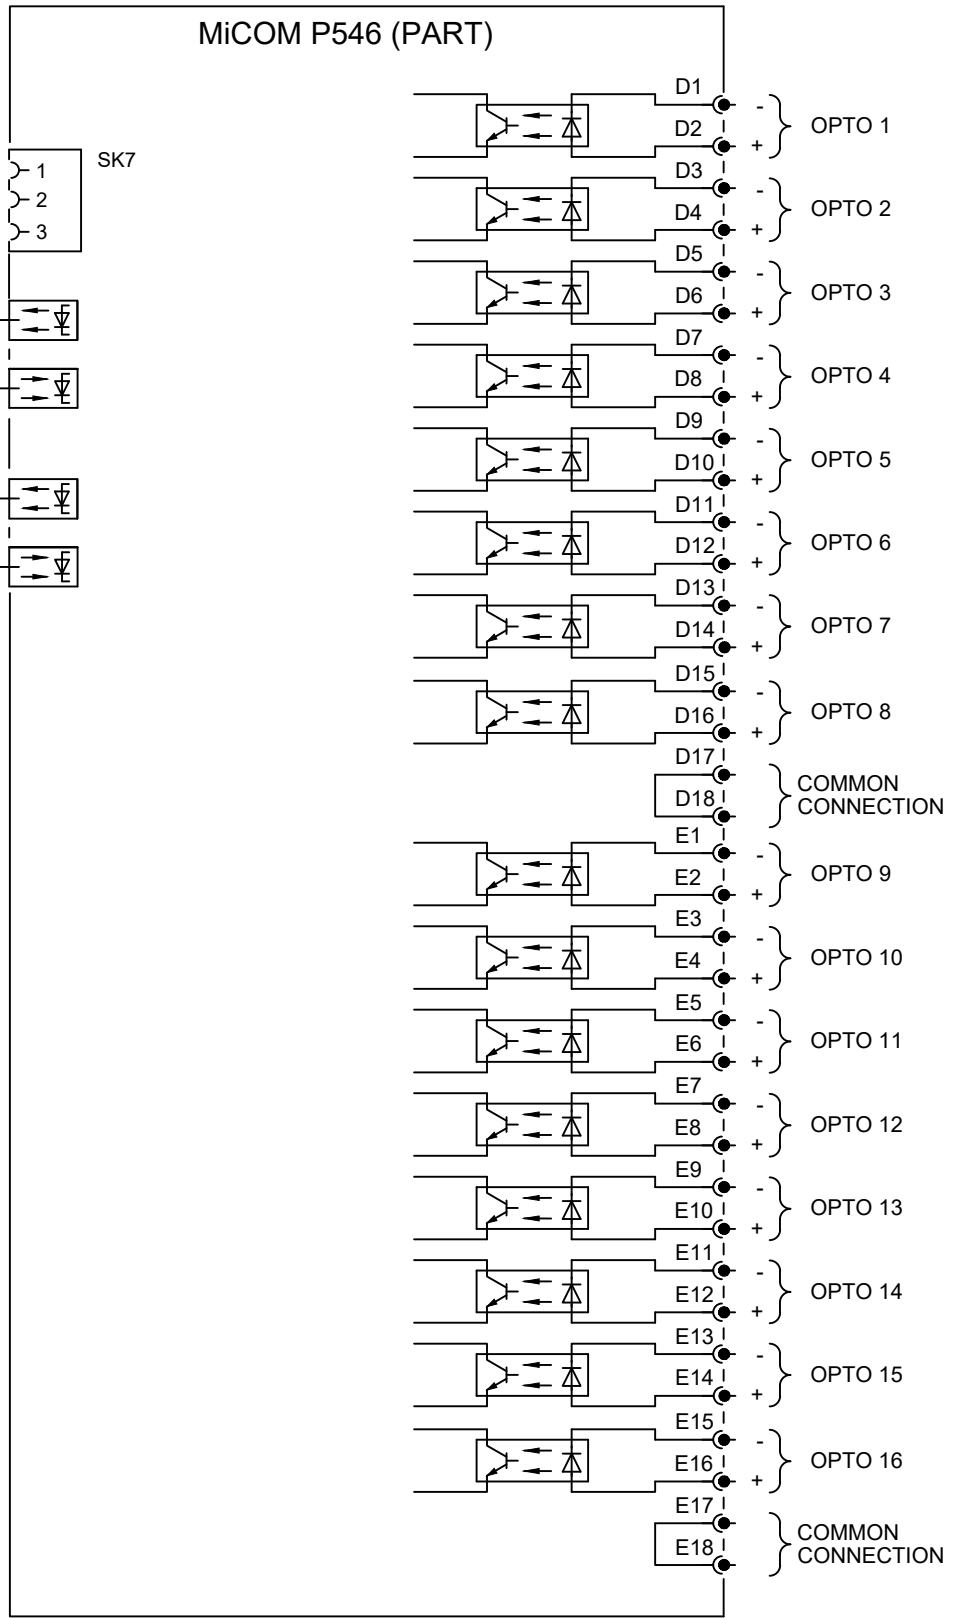 MiCOM P546 (PART)
SK7
1
2
3
D1 -
D2 +
OPTO 1
D3 -
D4 +
OPTO 2
D5 -
D6 +
OPTO 3
D7 -
D8 +
OPTO 4
D9 -
D10 +
OPTO 5
D11 -
D12 +
OPTO 6
D13 -
D14 +
OPTO 7
D15 -
D16 +
OPTO 8
D17
D18
COMMON
CONNECTION
E1 -
E2 +
OPTO 9
E3 -
E4 +
OPTO 10
E5 -
E6 +
OPTO 11
E7 -
E8 +
OPTO 12
E9 -
E10 +
OPTO 13
E11 -
E12 +
OPTO 14
E13 -
E14 +
OPTO 15
E15 -
E16 +
OPTO 16
E17
E18
COMMON
CONNECTION